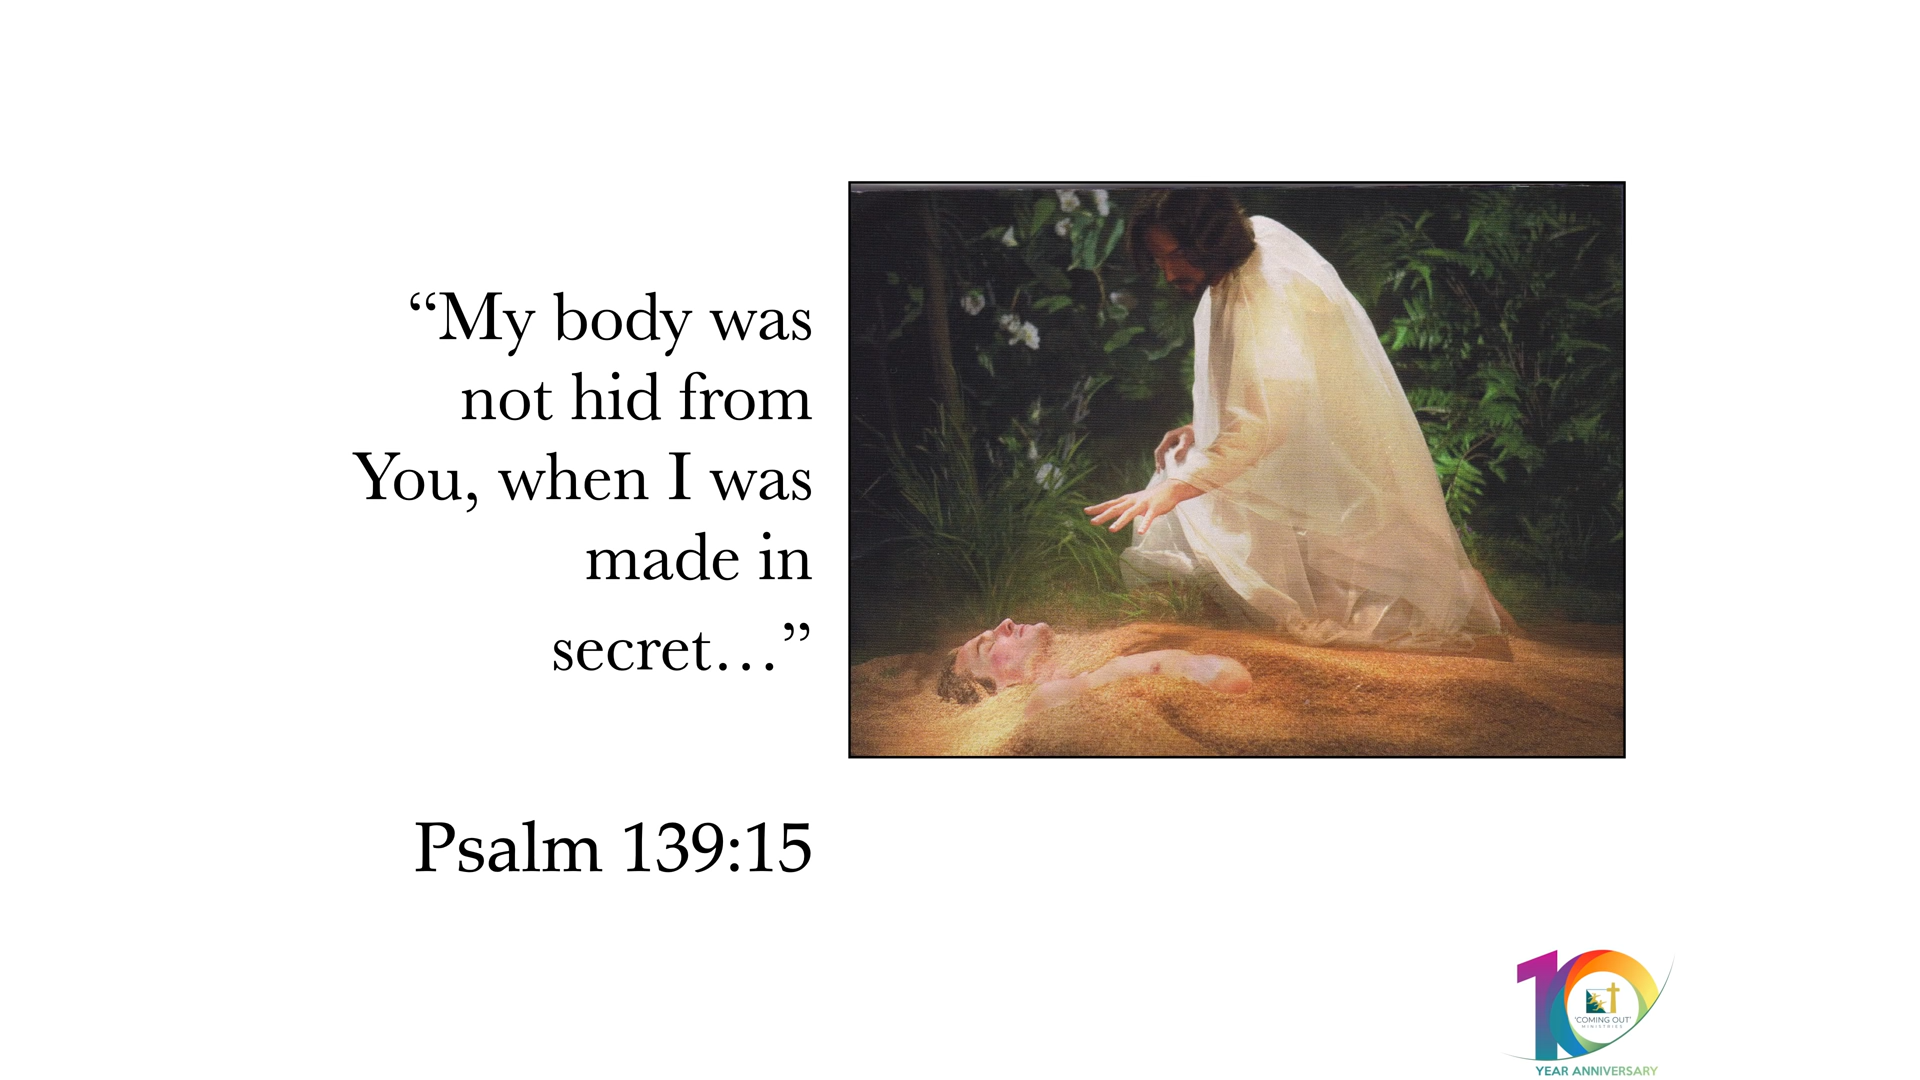 “My body was
not hid from
You, when I was
made in
secret…”
Psalm 139:15
10
'COMING OUT'
MINISTRIES
YEAR ANNIVERSARY